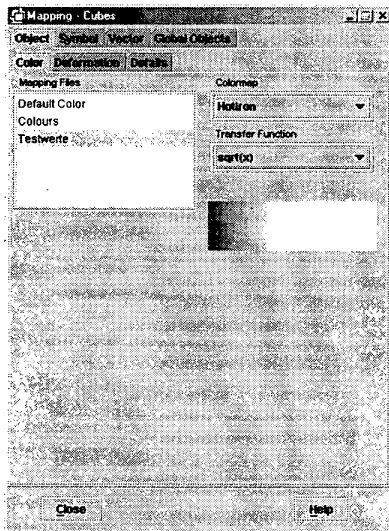 Mapping - Cubes
Object Symbol Vector Global Objects
Color Deformation Details
Mapping Files
Default Color
Colours
Testwerte
Colormap
HotIron
Transfer Function
sqrt(x)
Close
Help